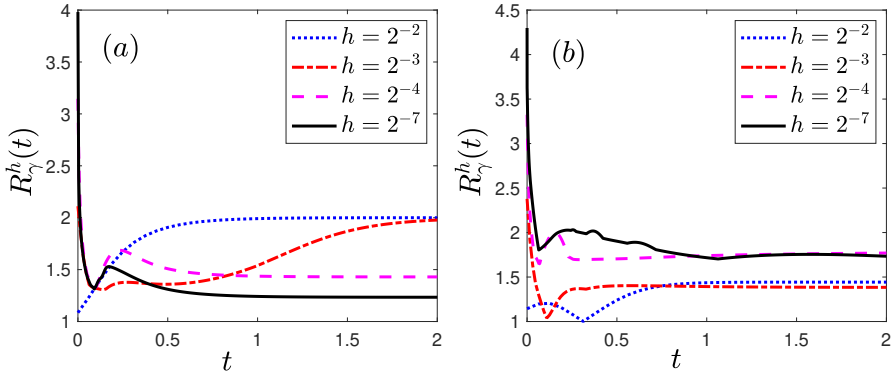 (a)
h = 2⁻²
h = 2⁻³
h = 2⁻⁴
h = 2⁻⁷
4
3.5
3
2.5
2
1.5
1
0 0.5 1 1.5 2
t
R_γ^h(t)
(b)
h = 2⁻²
h = 2⁻³
h = 2⁻⁴
h = 2⁻⁷
4.5
4
3.5
3
2.5
2
1.5
1
0 0.5 1 1.5 2
t
R_γ^h(t)